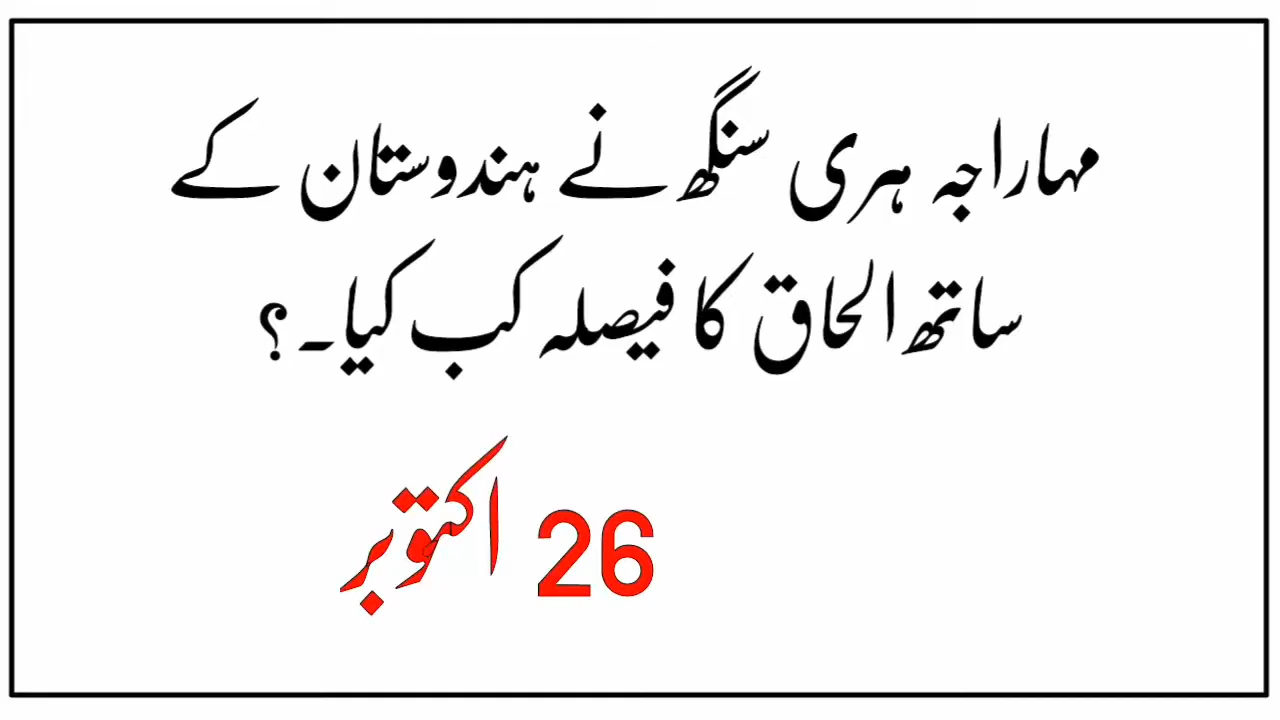 مہاراجہ ہری سنگھ نے ہندوستان کے
ساتھ الحاق کا فیصلہ کب کیا۔؟
26 اکتوبر